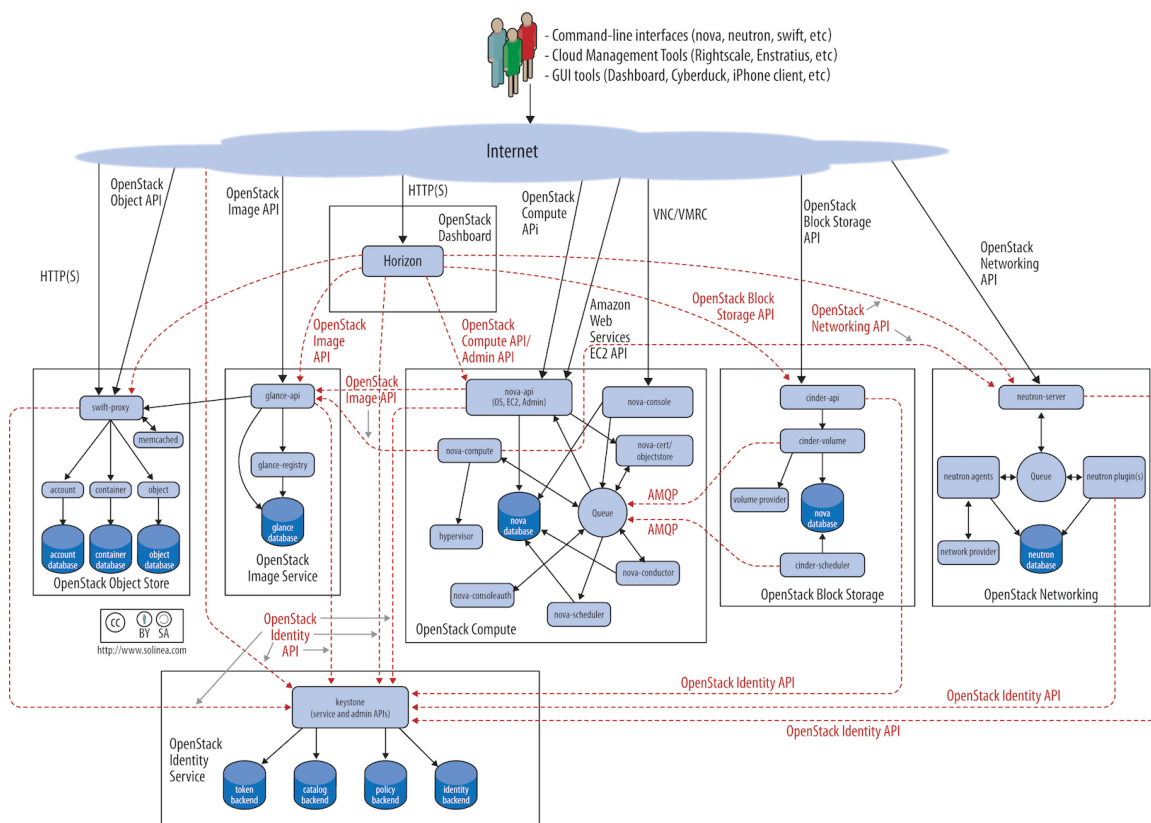 - Command-line interfaces (nova, neutron, swift, etc)
- Cloud Management Tools (Rightscale, Enstratius, etc)
- GUI tools (Dashboard, Cyberduck, iPhone client, etc)
Internet
OpenStack
Object API
OpenStack
Image API
HTTP(S)
OpenStack
Compute
APi
VNC/VMRC
OpenStack
Block Storage
API
OpenStack
Networking
API
HTTP(S)
OpenStack
Dashboard
Horizon
OpenStack
Image
API
OpenStack
Compute API/
Admin API
Amazon
Web
Services
EC2 API
OpenStack Block
Storage API
OpenStack
Networking API
OpenStack
Image API
swift-proxy
memcached
account
container
object
account
database
container
database
object
database
OpenStack Object Store
glance-api
glance-registry
glance
database
OpenStack
Image Service
nova-api
(OS, EC2, Admin)
nova-console
nova-compute
nova-cert/
objectstore
hypervisor
nova
database
Queue
nova-conductor
nova-consoleauth
nova-scheduler
OpenStack Compute
AMQP
AMQP
cinder-api
cinder-volume
volume provider
nova
database
cinder-scheduler
OpenStack Block Storage
neutron-server
neutron agents
Queue
neutron plugin(s)
network provider
neutron
database
OpenStack Networking
cc
BY SA
http://www.solinea.com
OpenStack
Identity
API
OpenStack Identity API
OpenStack Identity API
OpenStack Identity API
keystone
(service and admin APIs)
OpenStack
Identity
Service
token
backend
catalog
backend
policy
backend
identity
backend